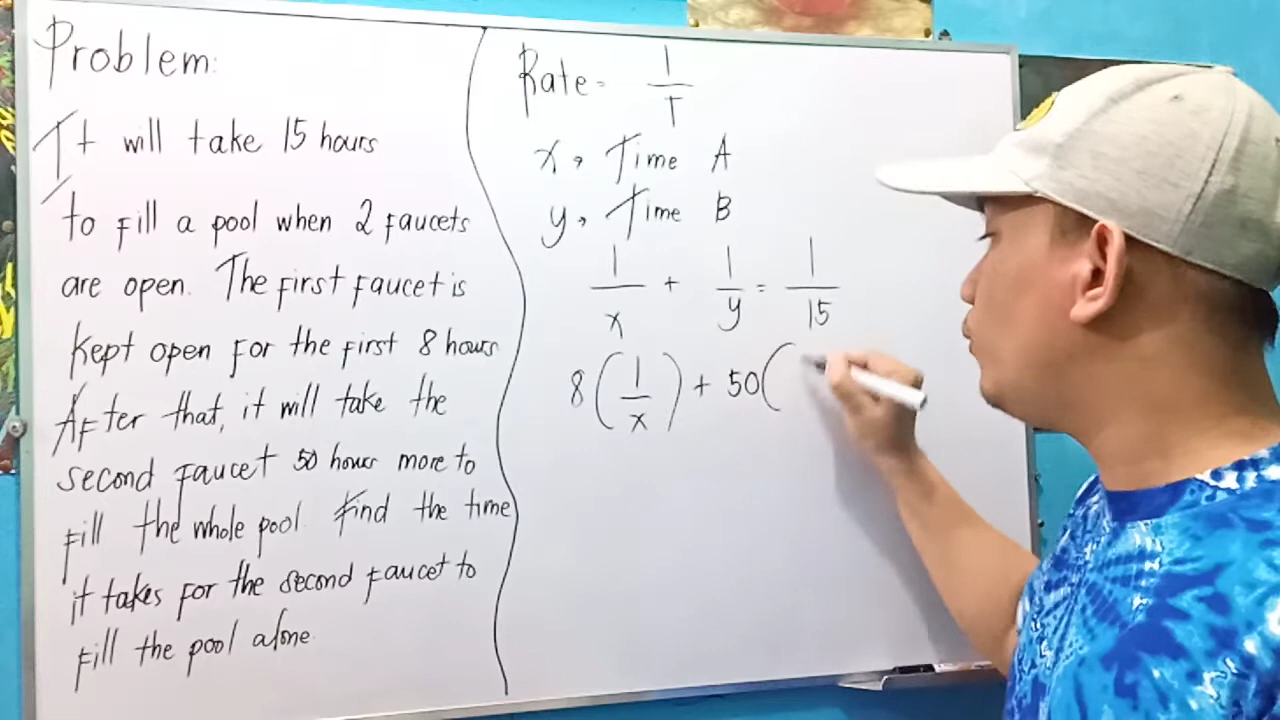 Problem:
It will take 15 hours
to fill a pool when 2 faucets
are open. The first faucet is
kept open for the first 8 hours
After that, it will take the
second faucet 50 hours more to
fill the whole pool. Find the time
it takes for the second faucet to
fill the pool alone.
Rate = 1/T
x, Time A
y, Time B
1/x + 1/y = 1/15
8(1/x) + 50(